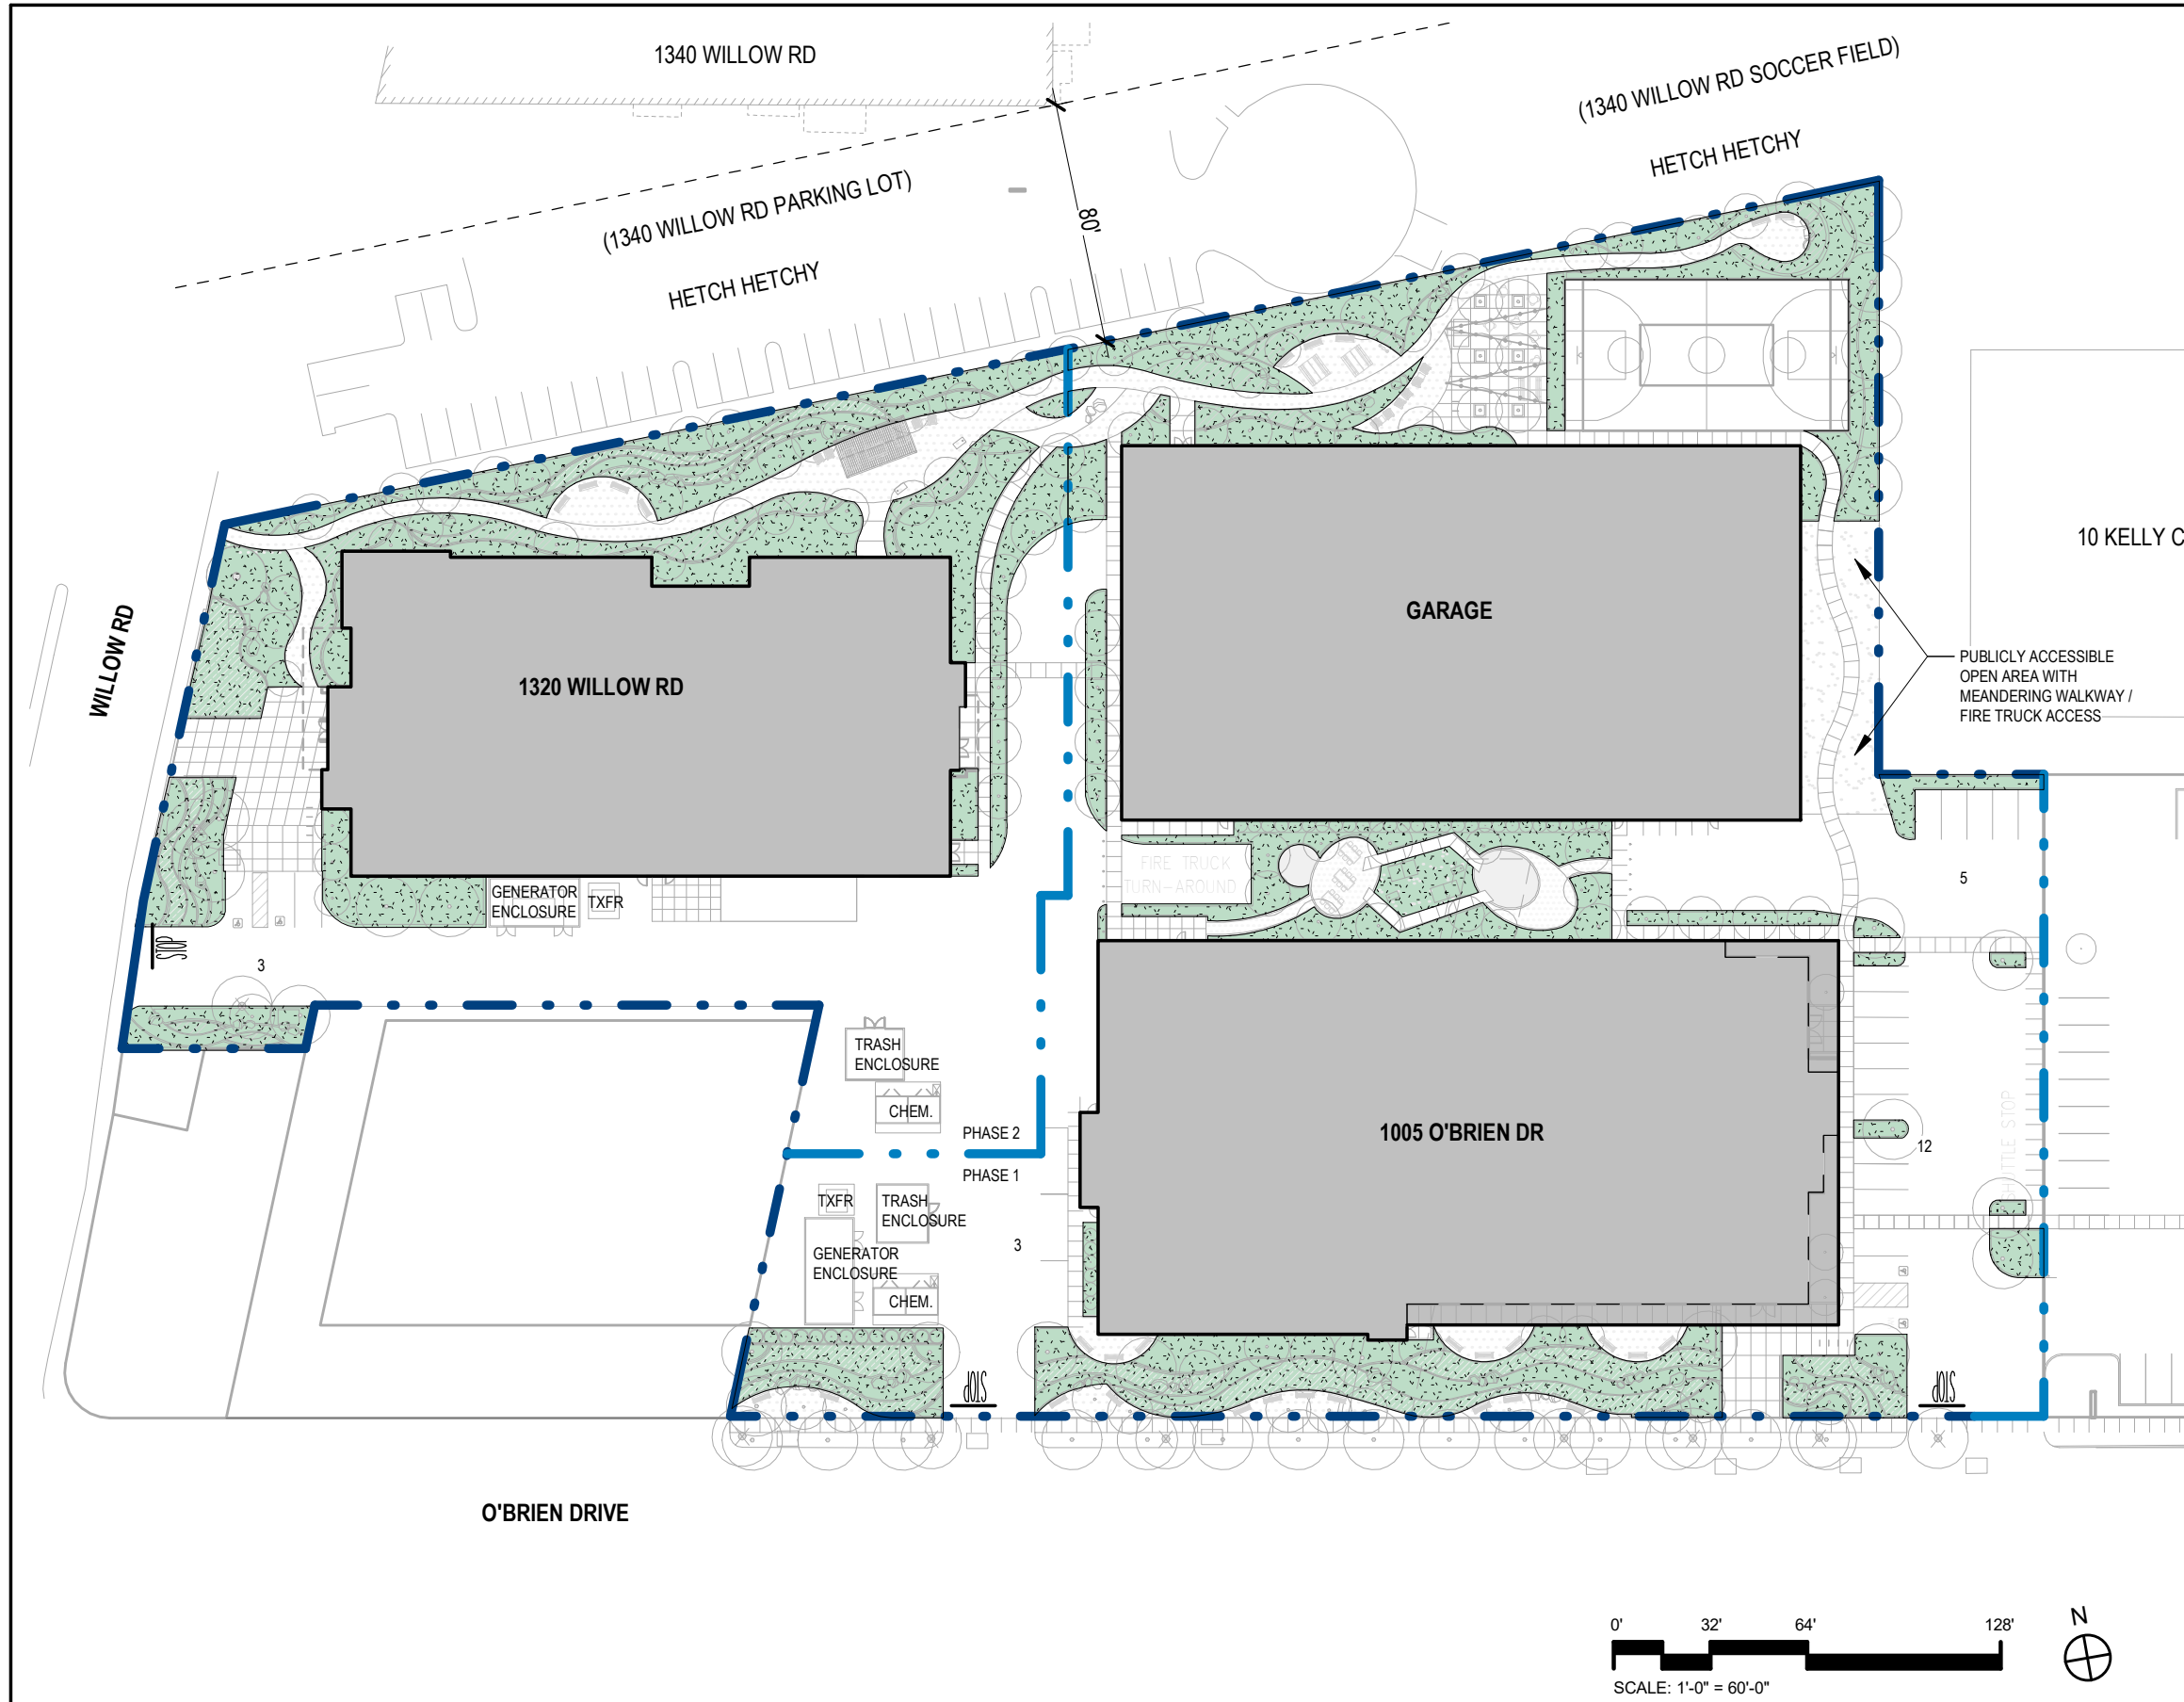 1340 WILLOW RD
(1340 WILLOW RD SOCCER FIELD)
HETCH HETCHY
(1340 WILLOW RD PARKING LOT)
HETCH HETCHY
80'
10 KELLY C
WILLOW RD
GARAGE
1320 WILLOW RD
PUBLICLY ACCESSIBLE
OPEN AREA WITH
MEANDERING WALKWAY /
FIRE TRUCK ACCESS
FIRE TRUCK
TURN-AROUND
5
GENERATOR
ENCLOSURE
TXFR
STOP
3
TRASH
ENCLOSURE
CHEM.
PHASE 2
PHASE 1
1005 O'BRIEN DR
12
SHUTTLE STOP
TXFR
TRASH
ENCLOSURE
GENERATOR
ENCLOSURE
3
CHEM.
STOP
STOP
O'BRIEN DRIVE
0' 32' 64' 128'
SCALE: 1'-0" = 60'-0"
N